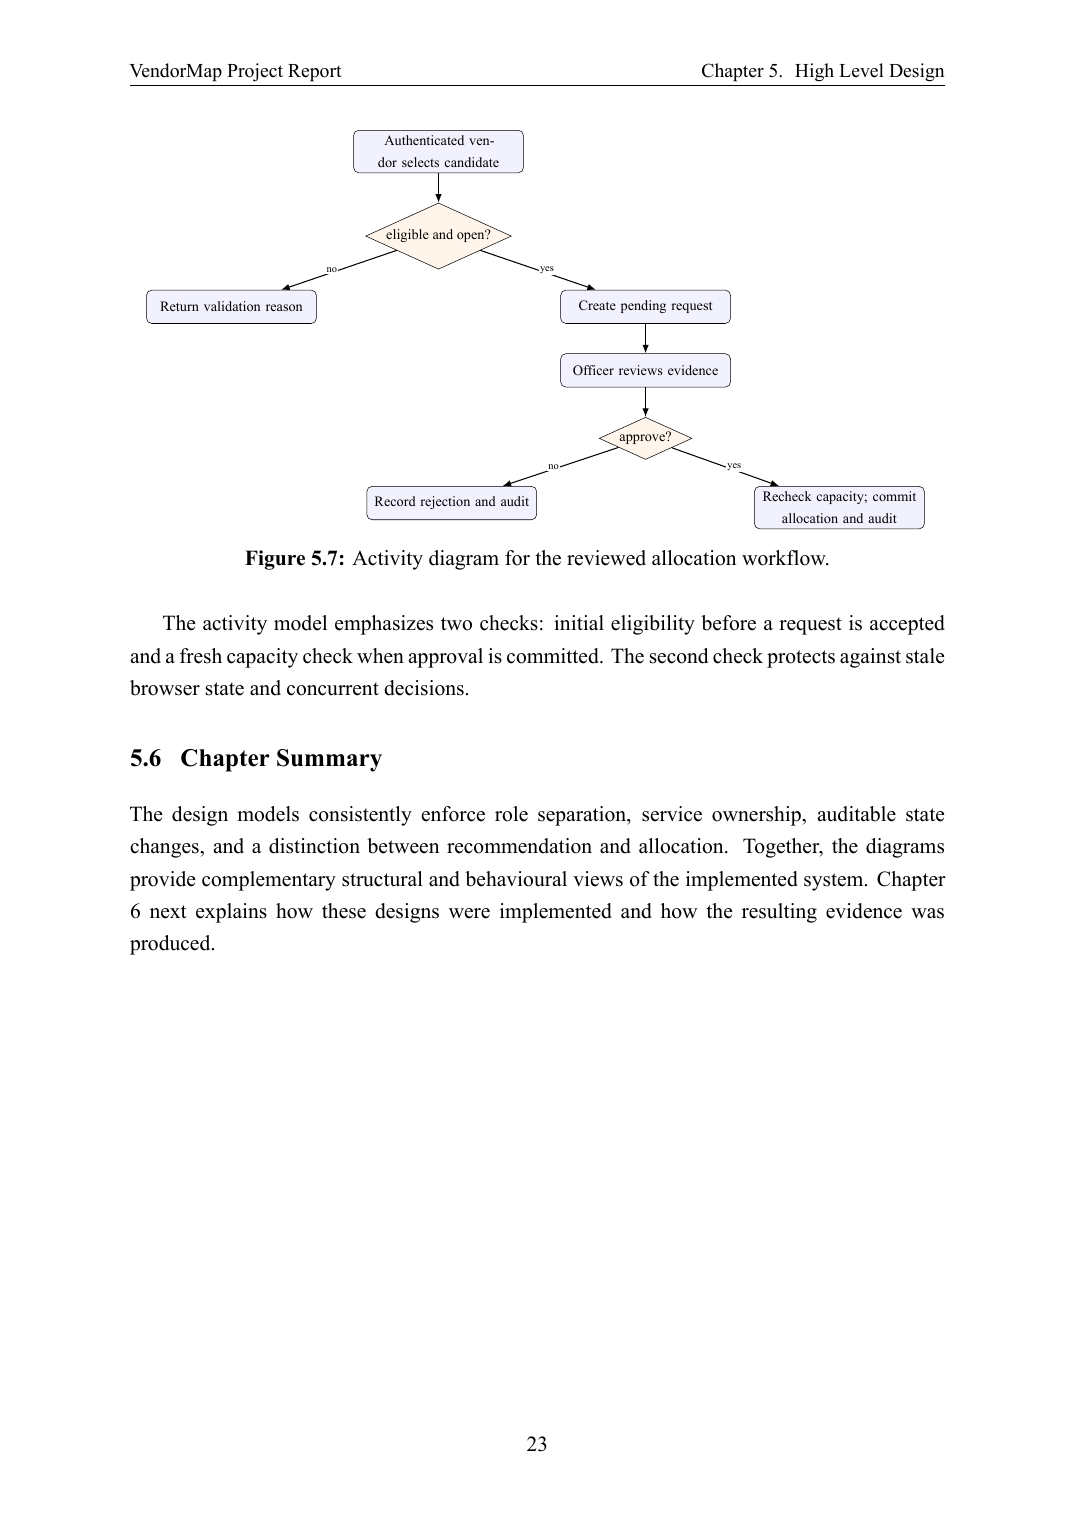 VendorMap Project Report
Chapter 5. High Level Design
Authenticated ven-
dor selects candidate
eligible and open?
no
yes
Return validation reason
Create pending request
Officer reviews evidence
approve?
no
yes
Record rejection and audit
Recheck capacity; commit
allocation and audit
Figure 5.7: Activity diagram for the reviewed allocation workflow.
The activity model emphasizes two checks: initial eligibility before a request is accepted
and a fresh capacity check when approval is committed. The second check protects against stale
browser state and concurrent decisions.
5.6 Chapter Summary
The design models consistently enforce role separation, service ownership, auditable state
changes, and a distinction between recommendation and allocation. Together, the diagrams
provide complementary structural and behavioural views of the implemented system. Chapter
6 next explains how these designs were implemented and how the resulting evidence was
produced.
23